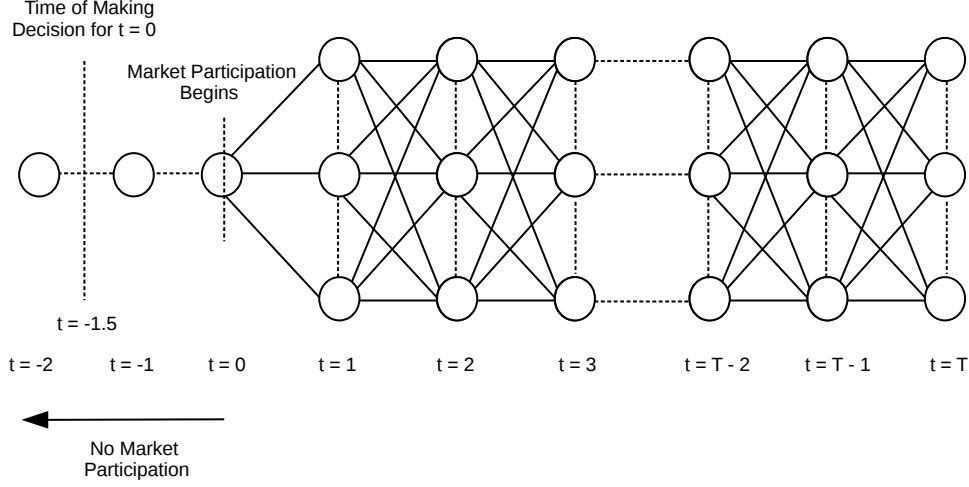 Time of Making
Decision for t = 0
Market Participation
Begins
t = -1.5
t = -2
t = -1
t = 0
t = 1
t = 2
t = 3
t = T - 2
t = T - 1
t = T
No Market
Participation